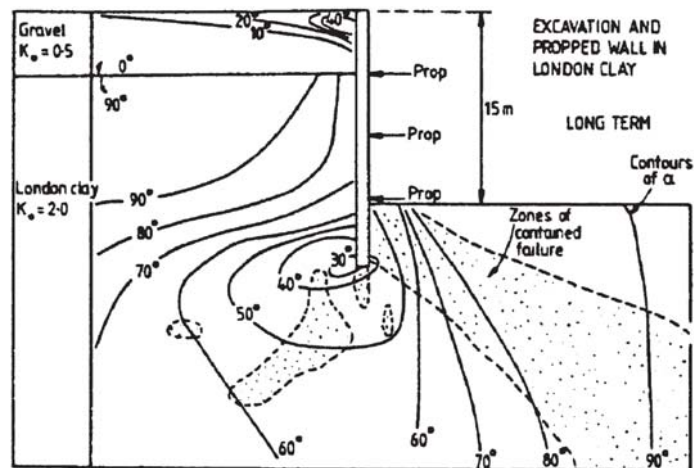 Gravel
K₀ = 0·5
0°
90°
London clay
K₀ = 2·0
20°
10°
40°
Prop
Prop
Prop
15m
EXCAVATION AND
PROPPED WALL IN
LONDON CLAY
LONG TERM
Contours
of α
Zones of
contained
failure
90°
80°
70°
30°
40°
50°
60°
60°
70°
80°
90°